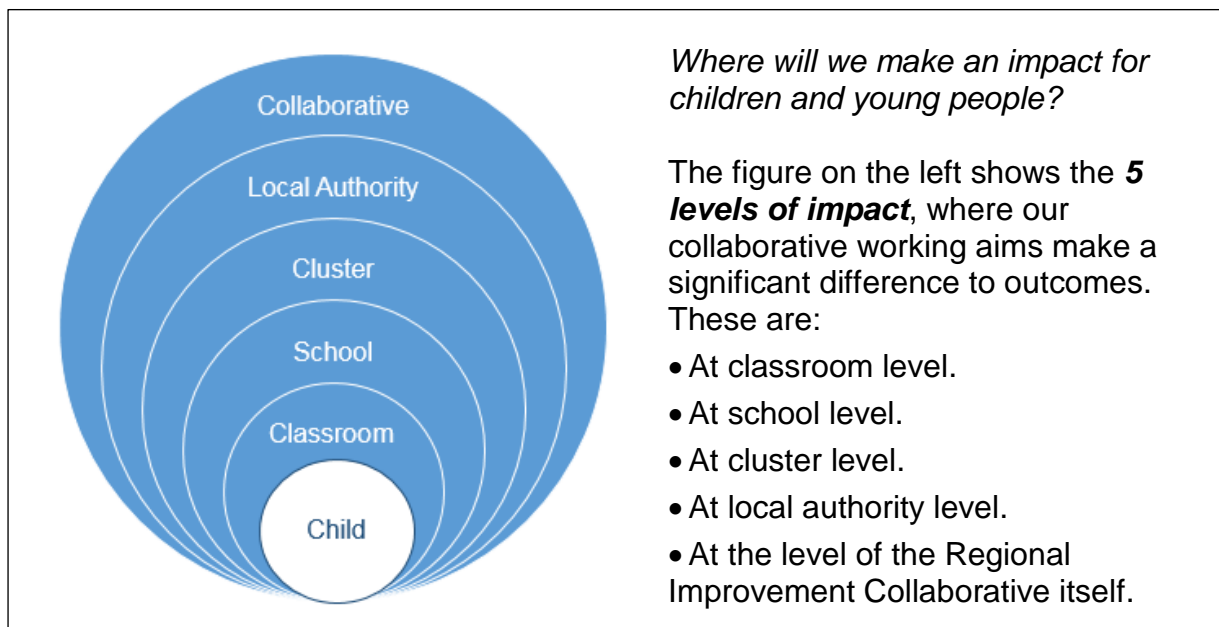 Collaborative
Local Authority
Cluster
School
Classroom
Child
Where will we make an impact for
children and young people?
The figure on the left shows the 5
levels of impact, where our
collaborative working aims make a
significant difference to outcomes.
These are:
• At classroom level.
• At school level.
• At cluster level.
• At local authority level.
• At the level of the Regional
Improvement Collaborative itself.